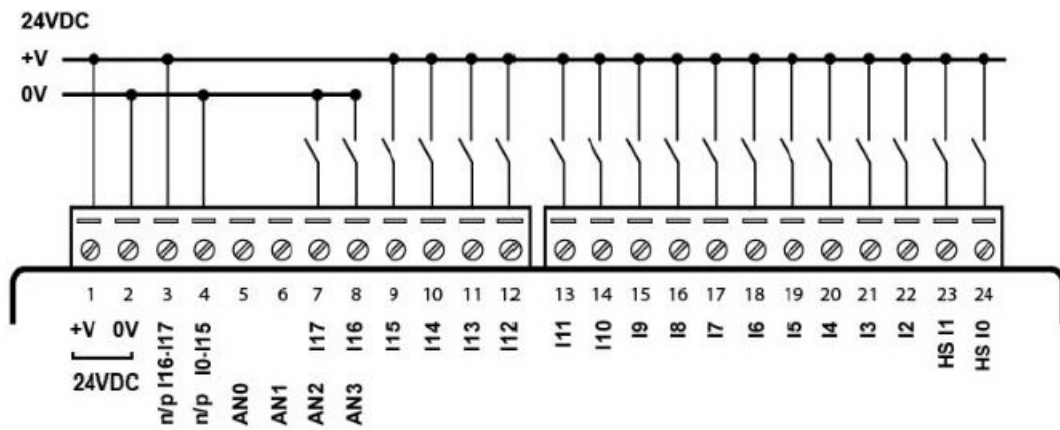 24VDC
+V
0V
1 2 3 4 5 6 7 8 9 10 11 12 13 14 15 16 17 18 19 20 21 22 23 24
+V 0V
24VDC
n/p I16-I17
n/p I0-I15
AN0
AN1
AN2 I17
AN3 I16
I15
I14
I13
I12
I11
I10
I9
I8
I7
I6
I5
I4
I3
I2
HS I1
HS I0